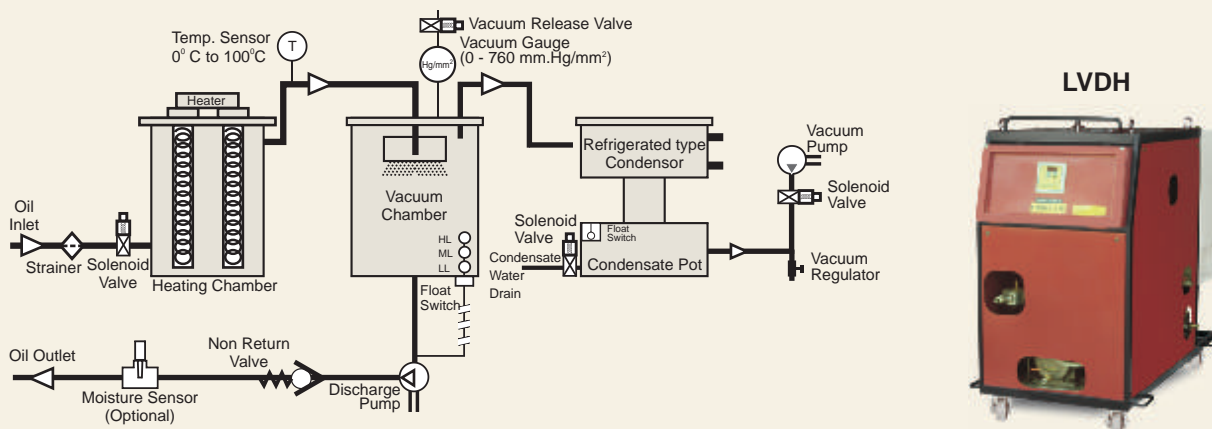 Temp. Sensor
0⁰ C to 100⁰C
T
Vacuum Release Valve
Vacuum Gauge
(0 - 760 mm.Hg/mm²)
Hg/mm²
Heater
Oil
Inlet
Strainer
Solenoid
Valve
Heating Chamber
Vacuum
Chamber
HL
ML
LL
Float
Switch
Refrigerated type
Condensor
Solenoid
Valve
Condensate
Water
Drain
Float
Switch
Condensate Pot
Vacuum
Pump
Solenoid
Valve
Vacuum
Regulator
Oil Outlet
Moisture Sensor
(Optional)
Non Return
Valve
Discharge
Pump
LVDH